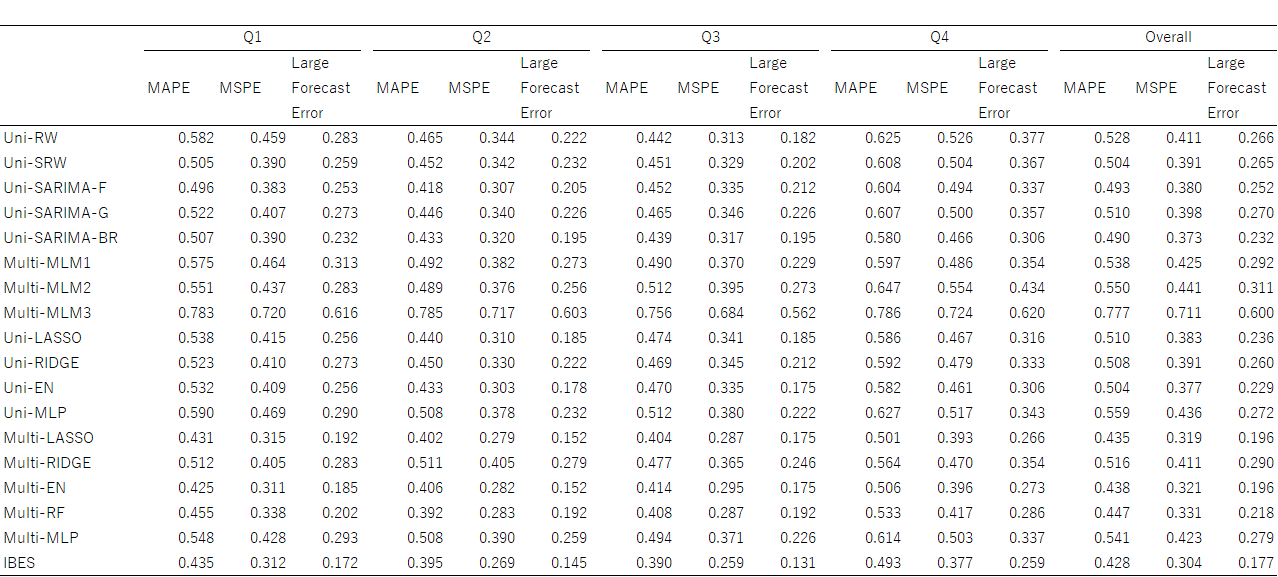 Q1 Q2 Q3 Q4 Overall
Large Large Large Large Large
MAPE MSPE Forecast MAPE MSPE Forecast MAPE MSPE Forecast MAPE MSPE Forecast MAPE MSPE Forecast
Error Error Error Error Error
Uni-RW 0.582 0.459 0.283 0.465 0.344 0.222 0.442 0.313 0.182 0.625 0.526 0.377 0.528 0.411 0.266
Uni-SRW 0.505 0.390 0.259 0.452 0.342 0.232 0.451 0.329 0.202 0.608 0.504 0.367 0.504 0.391 0.265
Uni-SARIMA-F 0.496 0.383 0.253 0.418 0.307 0.205 0.452 0.335 0.212 0.604 0.494 0.337 0.493 0.380 0.252
Uni-SARIMA-G 0.522 0.407 0.273 0.446 0.340 0.226 0.465 0.346 0.226 0.607 0.500 0.357 0.510 0.398 0.270
Uni-SARIMA-BR 0.507 0.390 0.232 0.433 0.320 0.195 0.439 0.317 0.195 0.580 0.466 0.306 0.490 0.373 0.232
Multi-MLM1 0.575 0.464 0.313 0.492 0.382 0.273 0.490 0.370 0.229 0.597 0.486 0.354 0.538 0.425 0.292
Multi-MLM2 0.551 0.437 0.283 0.489 0.376 0.256 0.512 0.395 0.273 0.647 0.554 0.434 0.550 0.441 0.311
Multi-MLM3 0.783 0.720 0.616 0.785 0.717 0.603 0.756 0.684 0.562 0.786 0.724 0.620 0.777 0.711 0.600
Uni-LASSO 0.538 0.415 0.256 0.440 0.310 0.185 0.474 0.341 0.185 0.586 0.467 0.316 0.510 0.383 0.236
Uni-RIDGE 0.523 0.410 0.273 0.450 0.330 0.222 0.469 0.345 0.212 0.592 0.479 0.333 0.508 0.391 0.260
Uni-EN 0.532 0.409 0.256 0.433 0.303 0.178 0.470 0.335 0.175 0.582 0.461 0.306 0.504 0.377 0.229
Uni-MLP 0.590 0.469 0.290 0.508 0.378 0.232 0.512 0.380 0.222 0.627 0.517 0.343 0.559 0.436 0.272
Multi-LASSO 0.431 0.315 0.192 0.402 0.279 0.152 0.404 0.287 0.175 0.501 0.393 0.266 0.435 0.319 0.196
Multi-RIDGE 0.512 0.405 0.283 0.511 0.405 0.279 0.477 0.365 0.246 0.564 0.470 0.354 0.516 0.411 0.290
Multi-EN 0.425 0.311 0.185 0.406 0.282 0.152 0.414 0.295 0.175 0.506 0.396 0.273 0.438 0.321 0.196
Multi-RF 0.455 0.338 0.202 0.392 0.283 0.192 0.408 0.287 0.192 0.533 0.417 0.286 0.447 0.331 0.218
Multi-MLP 0.548 0.428 0.293 0.508 0.390 0.259 0.494 0.371 0.226 0.614 0.503 0.337 0.541 0.423 0.279
IBES 0.435 0.312 0.172 0.395 0.269 0.145 0.390 0.259 0.131 0.493 0.377 0.259 0.428 0.304 0.177